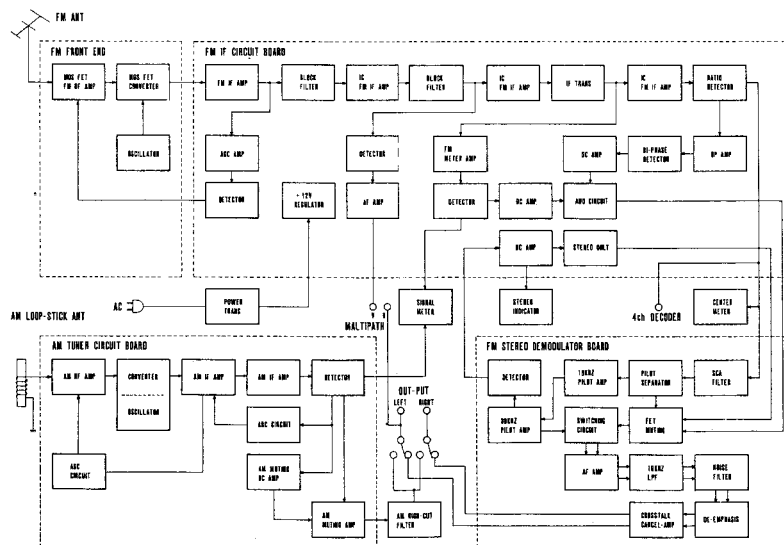 FM ANT
FM FRONT END
FM IF CIRCUIT BOARD
MOS FET
FM RF AMP
MOS FET
CONVERTER
FM IF AMP
BLOCK
FILTER
IC
FM IF AMP
BLOCK
FILTER
IC
FM IF AMP
IF TRANS
IC
FM IF AMP
RATIO
DETECTOR
OSCILLATOR
AGC AMP
DETECTOR
FM
METER AMP
DC AMP
BI-PHASE
DETECTOR
OP AMP
DETECTOR
+12V
REGULATOR
AF AMP
DETECTOR
DC AMP
AND CIRCUIT
DC AMP
STEREO ONLY
AC
POWER
TRANS
V H
MALTIPATH
SIGNAL
METER
STEREO
INDICATOR
4ch DECODER
CENTER
METER
AM LOOP-STICK ANT
AM TUNER CIRCUIT BOARD
FM STEREO DEMODULATOR BOARD
AM RF AMP
CONVERTER
OSCILLATOR
AM IF AMP
AM IF AMP
DETECTOR
OUT-PUT
LEFT RIGHT
DETECTOR
19KHZ
PILOT AMP
PILOT
SEPARATOR
SCA
FILTER
AGC CIRCUIT
38KHZ
PILOT AMP
SWITCHING
CIRCUIT
FET
MUTING
AGC
CIRCUIT
AM MUTING
DC AMP
AF AMP
19KHZ
LPF
NOISE
FILTER
AM
MUTING AMP
AM HIGH-CUT
FILTER
CROSSTALK
CANCEL-AMP
DE-EMPHASIS